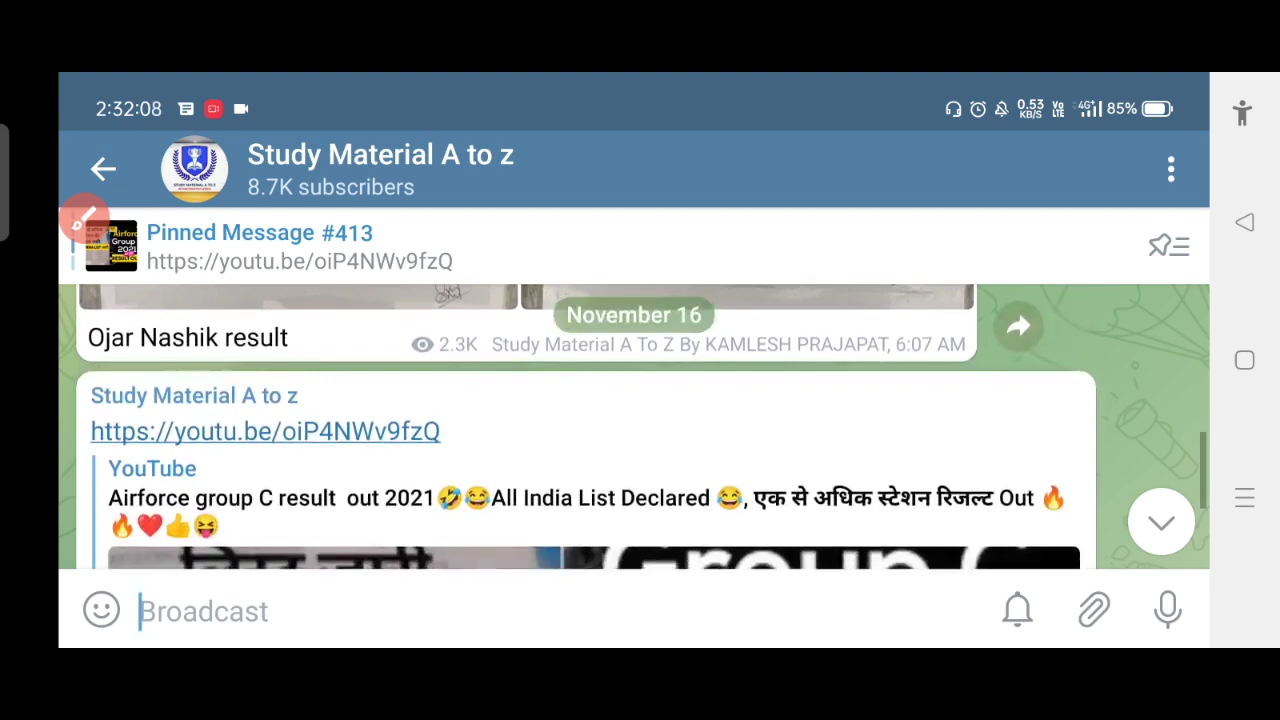 2:32:08
0.53 KB/S Vo LTE 4G+ 85%
Study Material A to z
8.7K subscribers
Pinned Message #413
https://youtu.be/oiP4NWv9fzQ
November 16
Ojar Nashik result
2.3K Study Material A To Z By KAMLESH PRAJAPAT, 6:07 AM
Study Material A to z
https://youtu.be/oiP4NWv9fzQ
YouTube
Airforce group C result out 2021🤣😂All India List Declared 😂, एक से अधिक स्टेशन रिजल्ट Out 🔥
🔥❤️👍😝
Broadcast